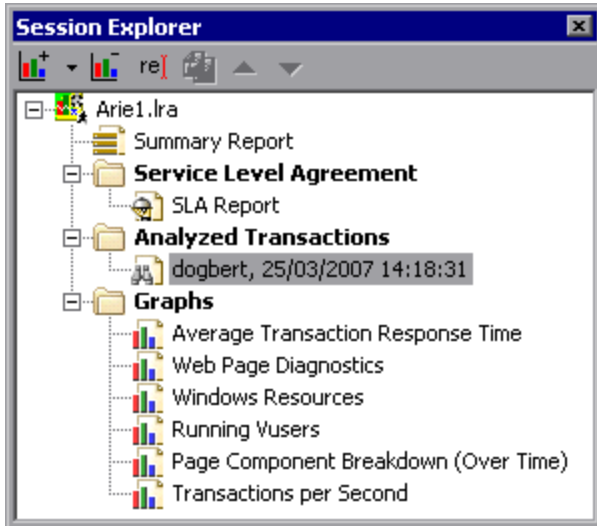 Session Explorer
re
Arie1.lra
Summary Report
Service Level Agreement
SLA Report
Analyzed Transactions
dogbert, 25/03/2007 14:18:31
Graphs
Average Transaction Response Time
Web Page Diagnostics
Windows Resources
Running Vusers
Page Component Breakdown (Over Time)
Transactions per Second